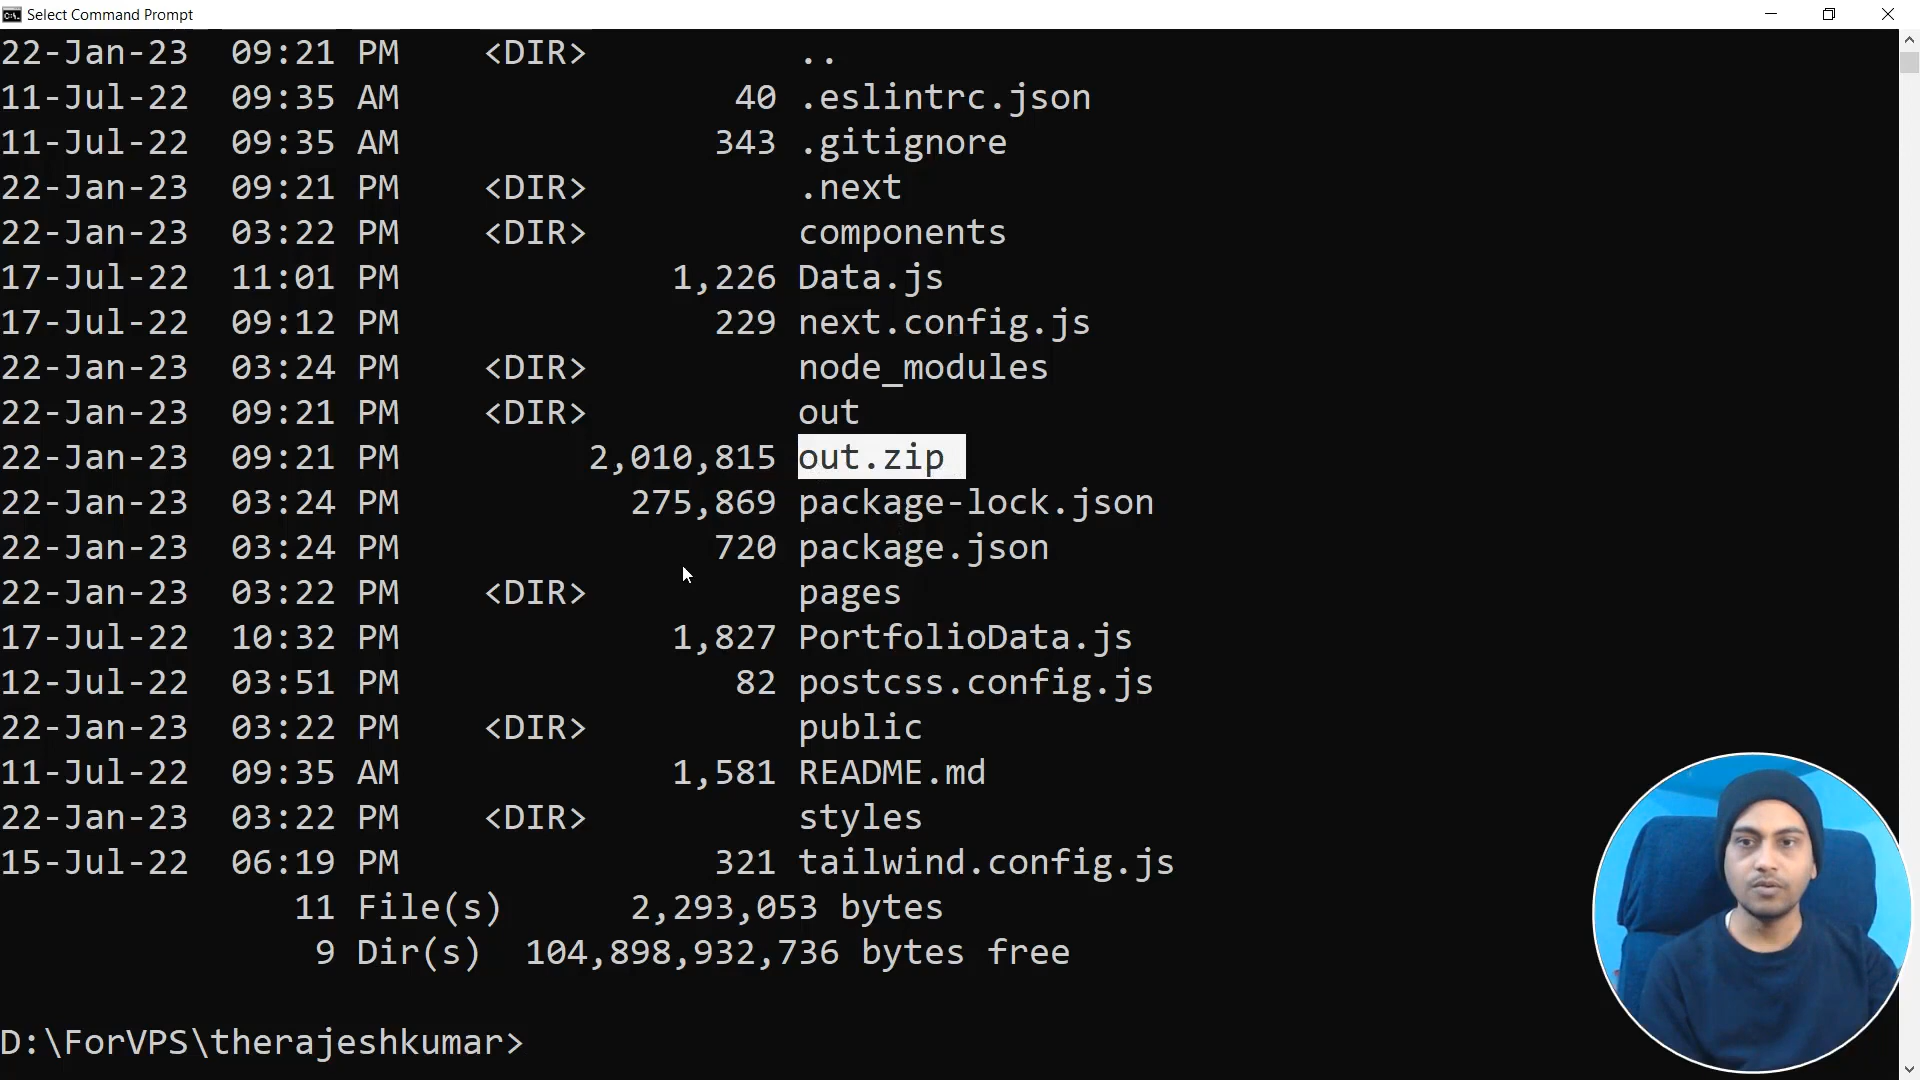 Select Command Prompt
22-Jan-23  09:21 PM    <DIR>          ..
11-Jul-22  09:35 AM                40 .eslintrc.json
11-Jul-22  09:35 AM               343 .gitignore
22-Jan-23  09:21 PM    <DIR>          .next
22-Jan-23  03:22 PM    <DIR>          components
17-Jul-22  11:01 PM             1,226 Data.js
17-Jul-22  09:12 PM               229 next.config.js
22-Jan-23  03:24 PM    <DIR>          node_modules
22-Jan-23  09:21 PM    <DIR>          out
22-Jan-23  09:21 PM         2,010,815 out.zip
22-Jan-23  03:24 PM           275,869 package-lock.json
22-Jan-23  03:24 PM               720 package.json
22-Jan-23  03:22 PM    <DIR>          pages
17-Jul-22  10:32 PM             1,827 PortfolioData.js
12-Jul-22  03:51 PM                82 postcss.config.js
22-Jan-23  03:22 PM    <DIR>          public
11-Jul-22  09:35 AM             1,581 README.md
22-Jan-23  03:22 PM    <DIR>          styles
15-Jul-22  06:19 PM               321 tailwind.config.js
              11 File(s)      2,293,053 bytes
               9 Dir(s)  104,898,932,736 bytes free
D:\ForVPS\therajeshkumar>